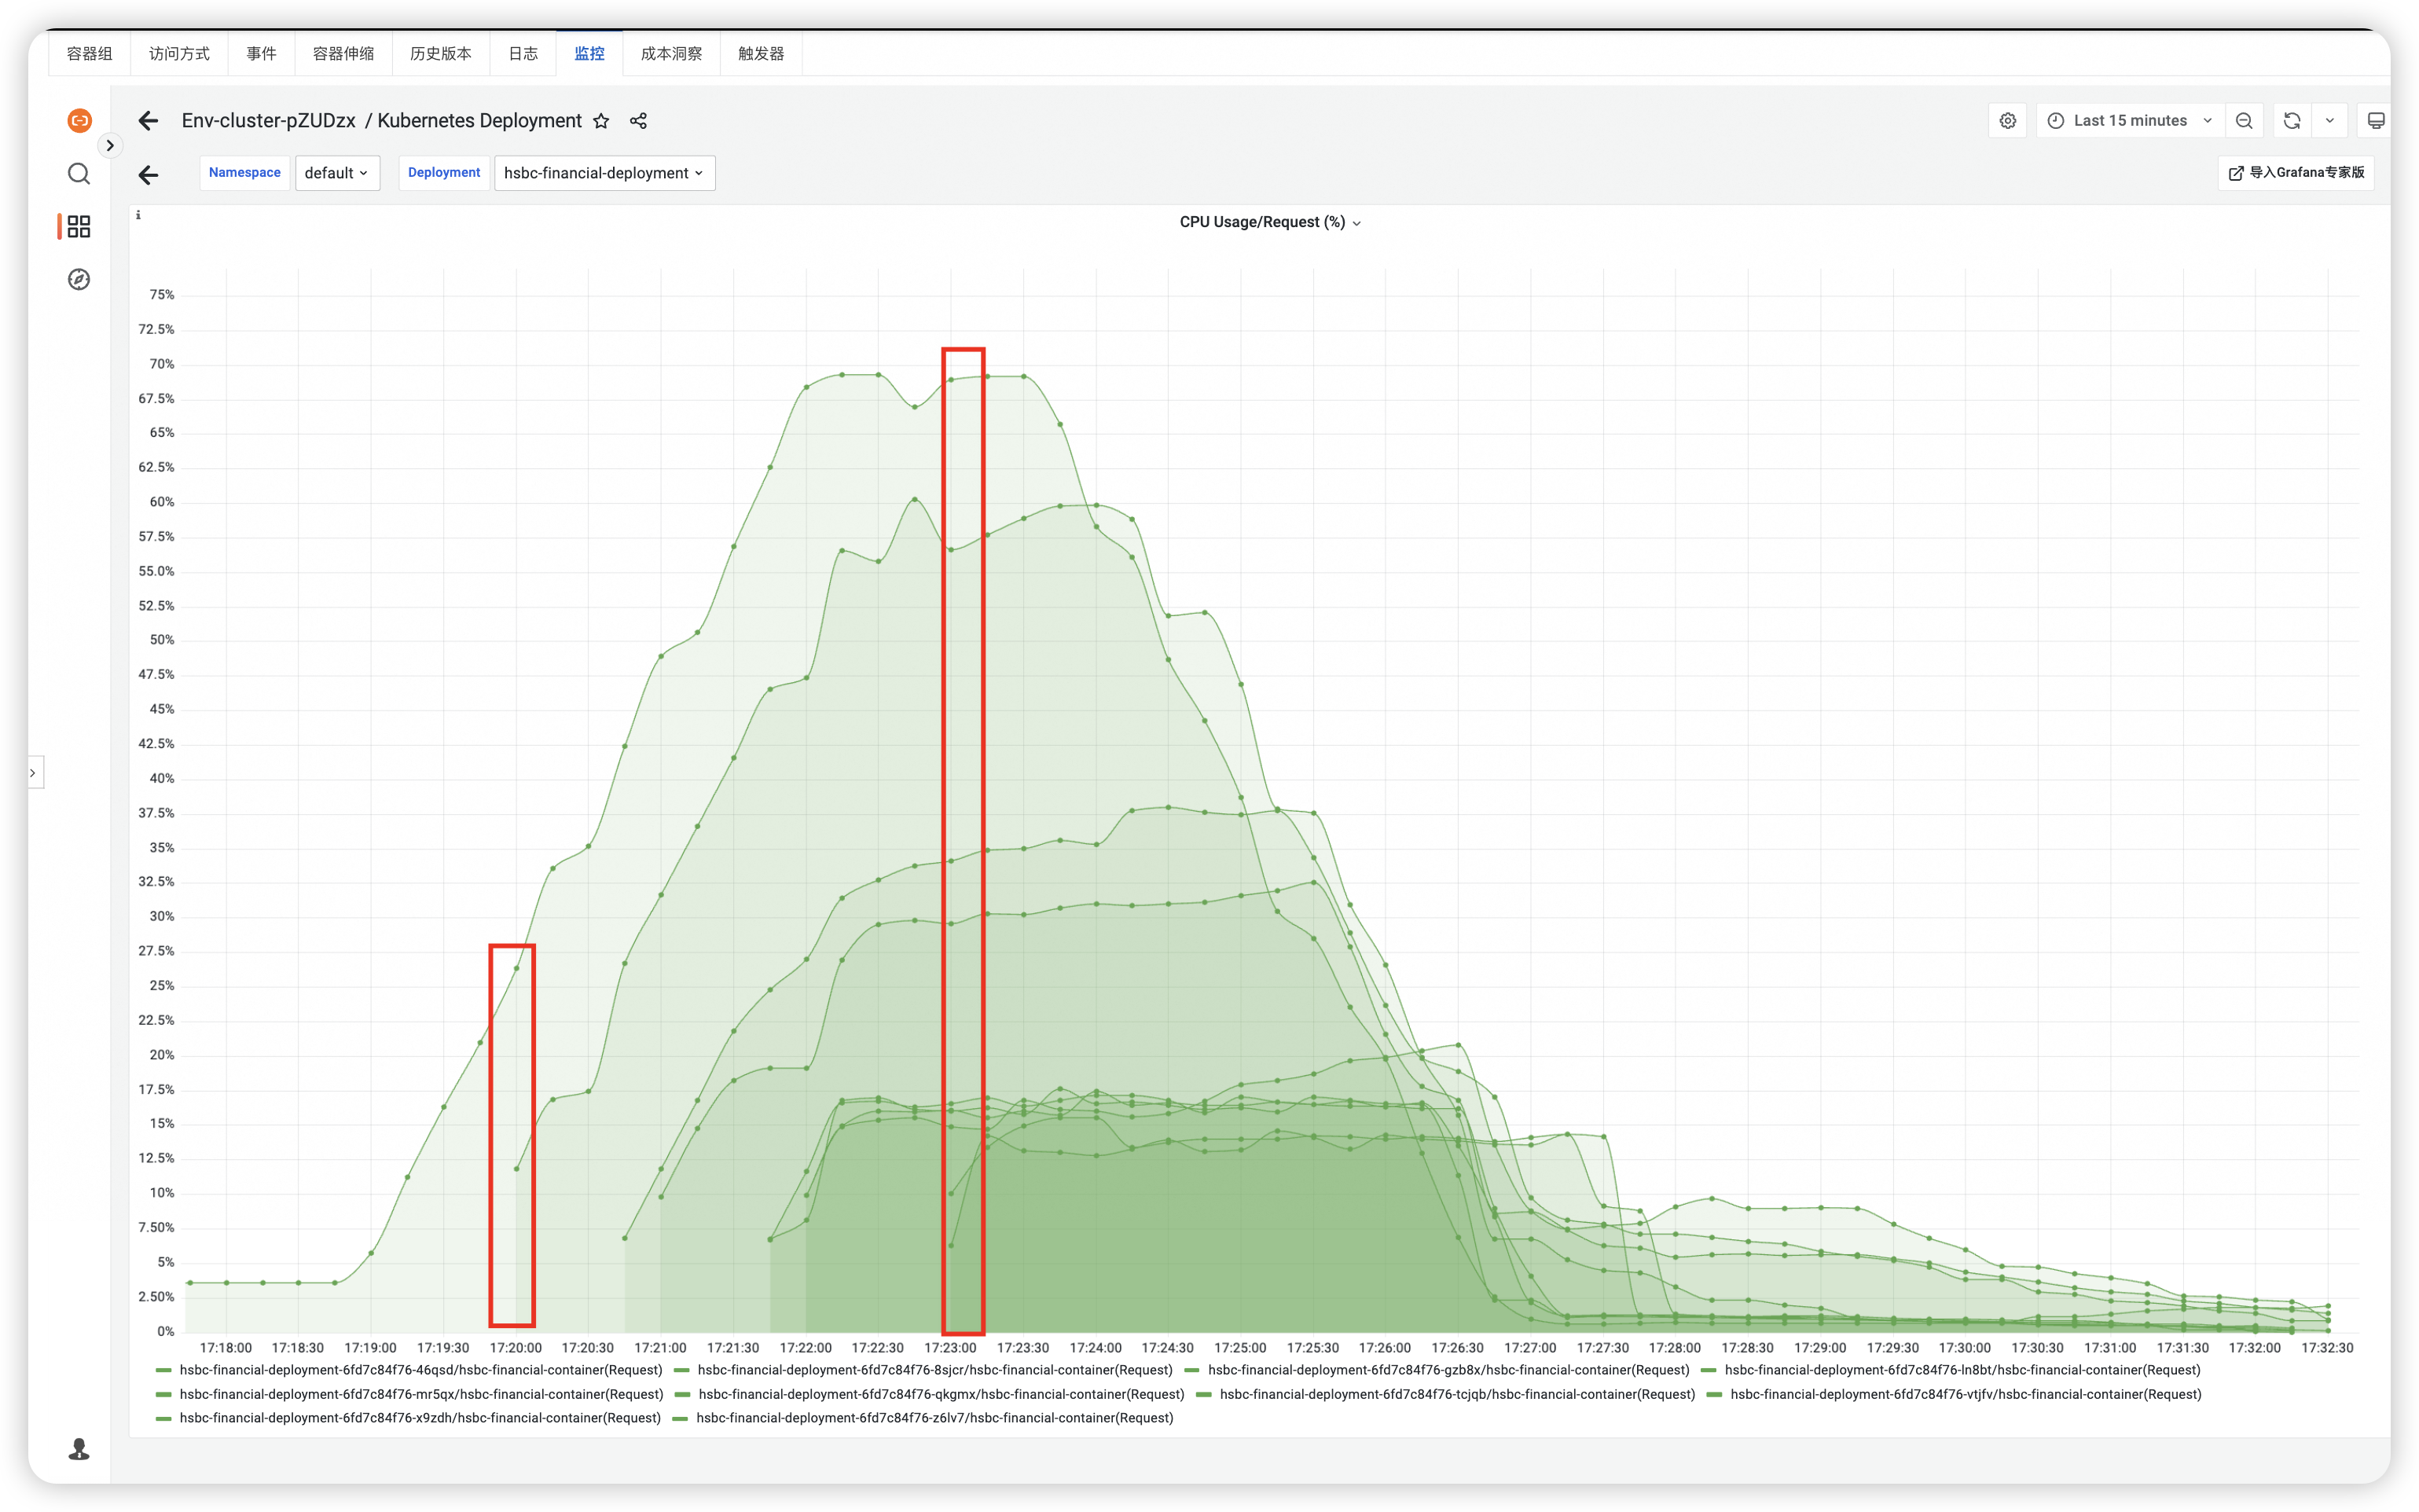 容器组 访问方式 事件 容器伸缩 历史版本 日志 监控 成本洞察 触发器
Env-cluster-pZUDzx / Kubernetes Deployment
Last 15 minutes
Namespace default Deployment hsbc-financial-deployment
导入Grafana专家版
i
CPU Usage/Request (%)
75%
72.5%
70%
67.5%
65%
62.5%
60%
57.5%
55.0%
52.5%
50%
47.5%
45%
42.5%
40%
37.5%
35%
32.5%
30%
27.5%
25%
22.5%
20%
17.5%
15%
12.5%
10%
7.50%
5%
2.50%
0%
17:18:00 17:18:30 17:19:00 17:19:30 17:20:00 17:20:30 17:21:00 17:21:30 17:22:00 17:22:30 17:23:00 17:23:30 17:24:00 17:24:30 17:25:00 17:25:30 17:26:00 17:26:30 17:27:00 17:27:30 17:28:00 17:28:30 17:29:00 17:29:30 17:30:00 17:30:30 17:31:00 17:31:30 17:32:00 17:32:30
hsbc-financial-deployment-6fd7c84f76-46qsd/hsbc-financial-container(Request) hsbc-financial-deployment-6fd7c84f76-8sjcr/hsbc-financial-container(Request) hsbc-financial-deployment-6fd7c84f76-gzb8x/hsbc-financial-container(Request) hsbc-financial-deployment-6fd7c84f76-ln8bt/hsbc-financial-container(Request)
hsbc-financial-deployment-6fd7c84f76-mr5qx/hsbc-financial-container(Request) hsbc-financial-deployment-6fd7c84f76-qkgmx/hsbc-financial-container(Request) hsbc-financial-deployment-6fd7c84f76-tcjqb/hsbc-financial-container(Request) hsbc-financial-deployment-6fd7c84f76-vtjfv/hsbc-financial-container(Request)
hsbc-financial-deployment-6fd7c84f76-x9zdh/hsbc-financial-container(Request) hsbc-financial-deployment-6fd7c84f76-z6lv7/hsbc-financial-container(Request)